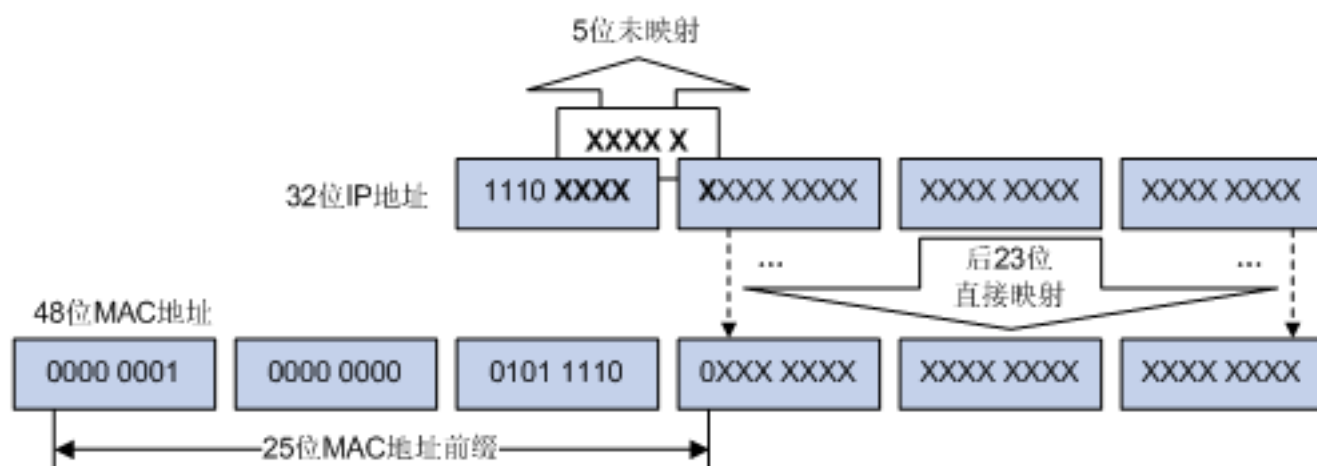 5位未映射
XXXX X
32位IP地址
1110 XXXX XXXX XXXX XXXX XXXX XXXX XXXX
... 后23位 ...
直接映射
48位MAC地址
0000 0001 0000 0000 0101 1110 0XXX XXXX XXXX XXXX XXXX XXXX
25位MAC地址前缀